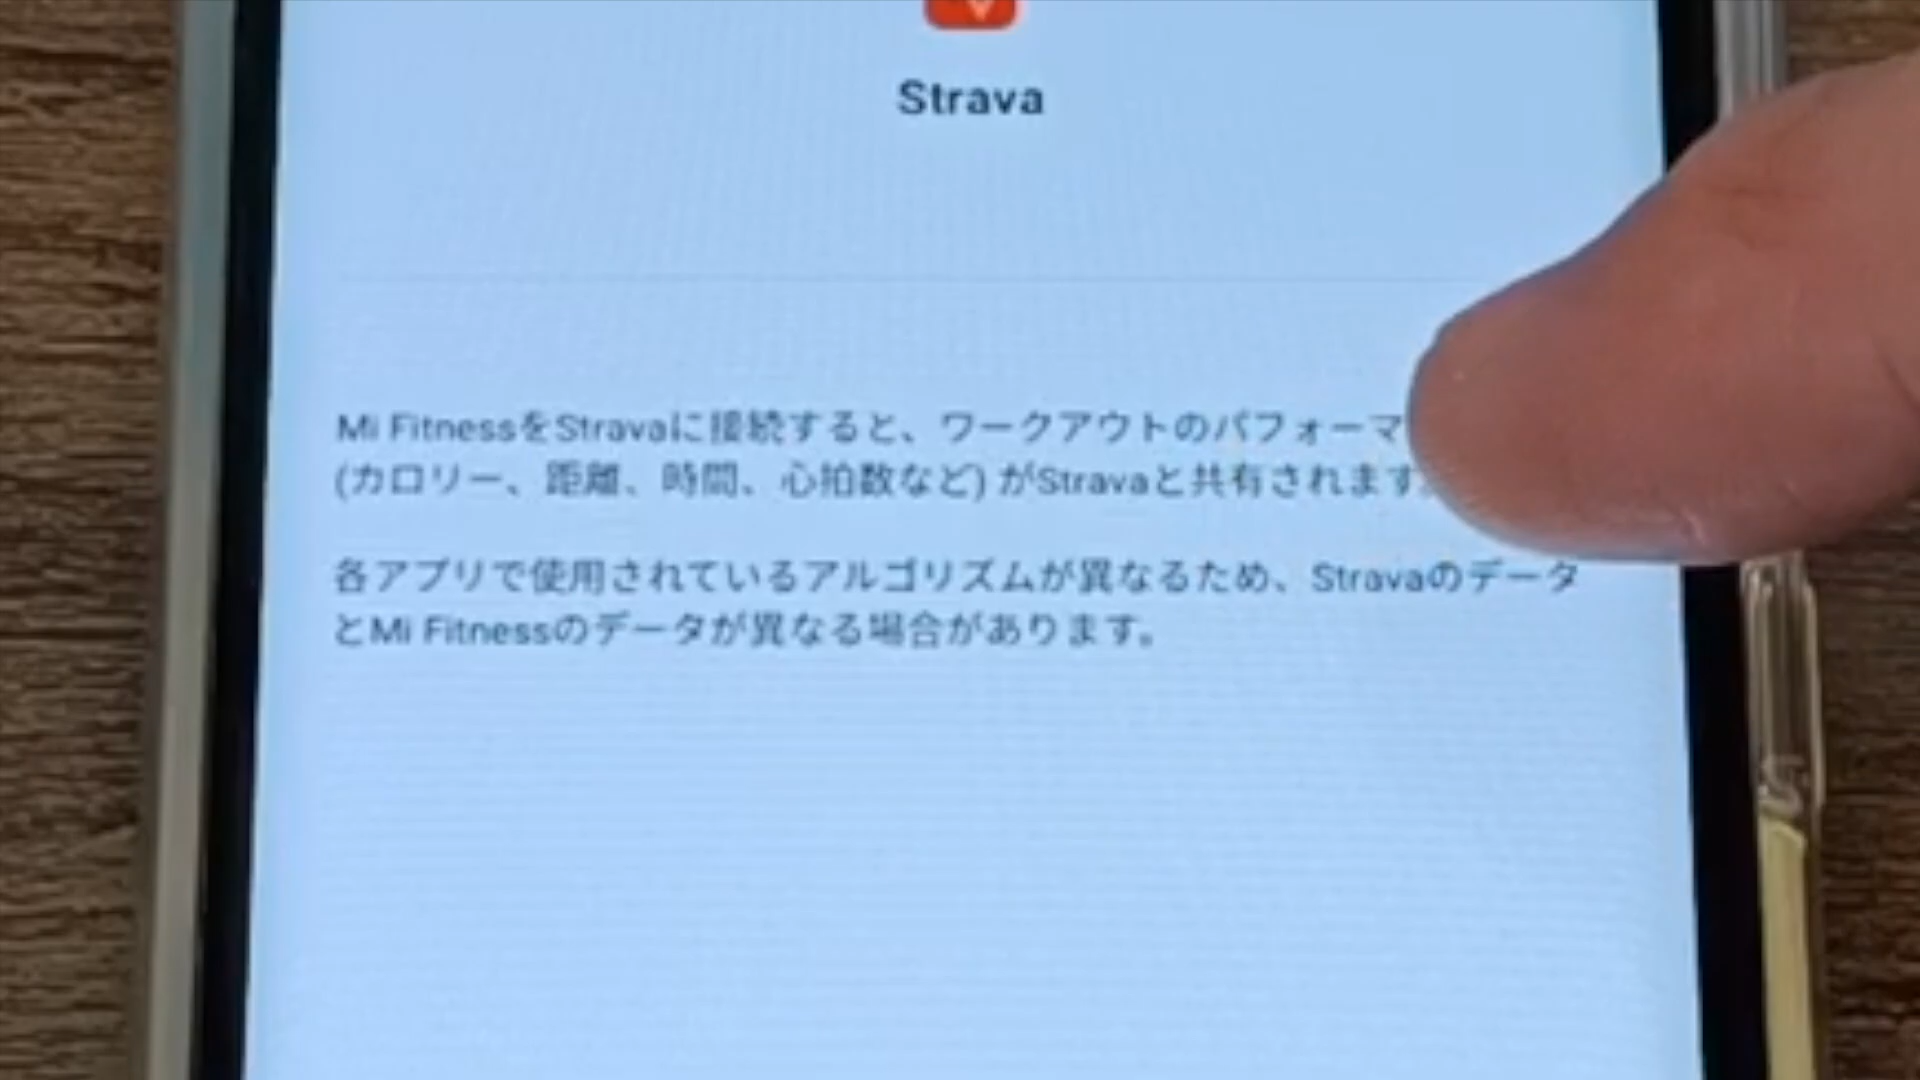 Strava
Mi FitnessをStravaに接続すると、ワークアウトのパフォーマ
(カロリー、距離、時間、心拍数など) がStravaと共有されます。
各アプリで使用されているアルゴリズムが異なるため、Stravaのデータ
とMi Fitnessのデータが異なる場合があります。